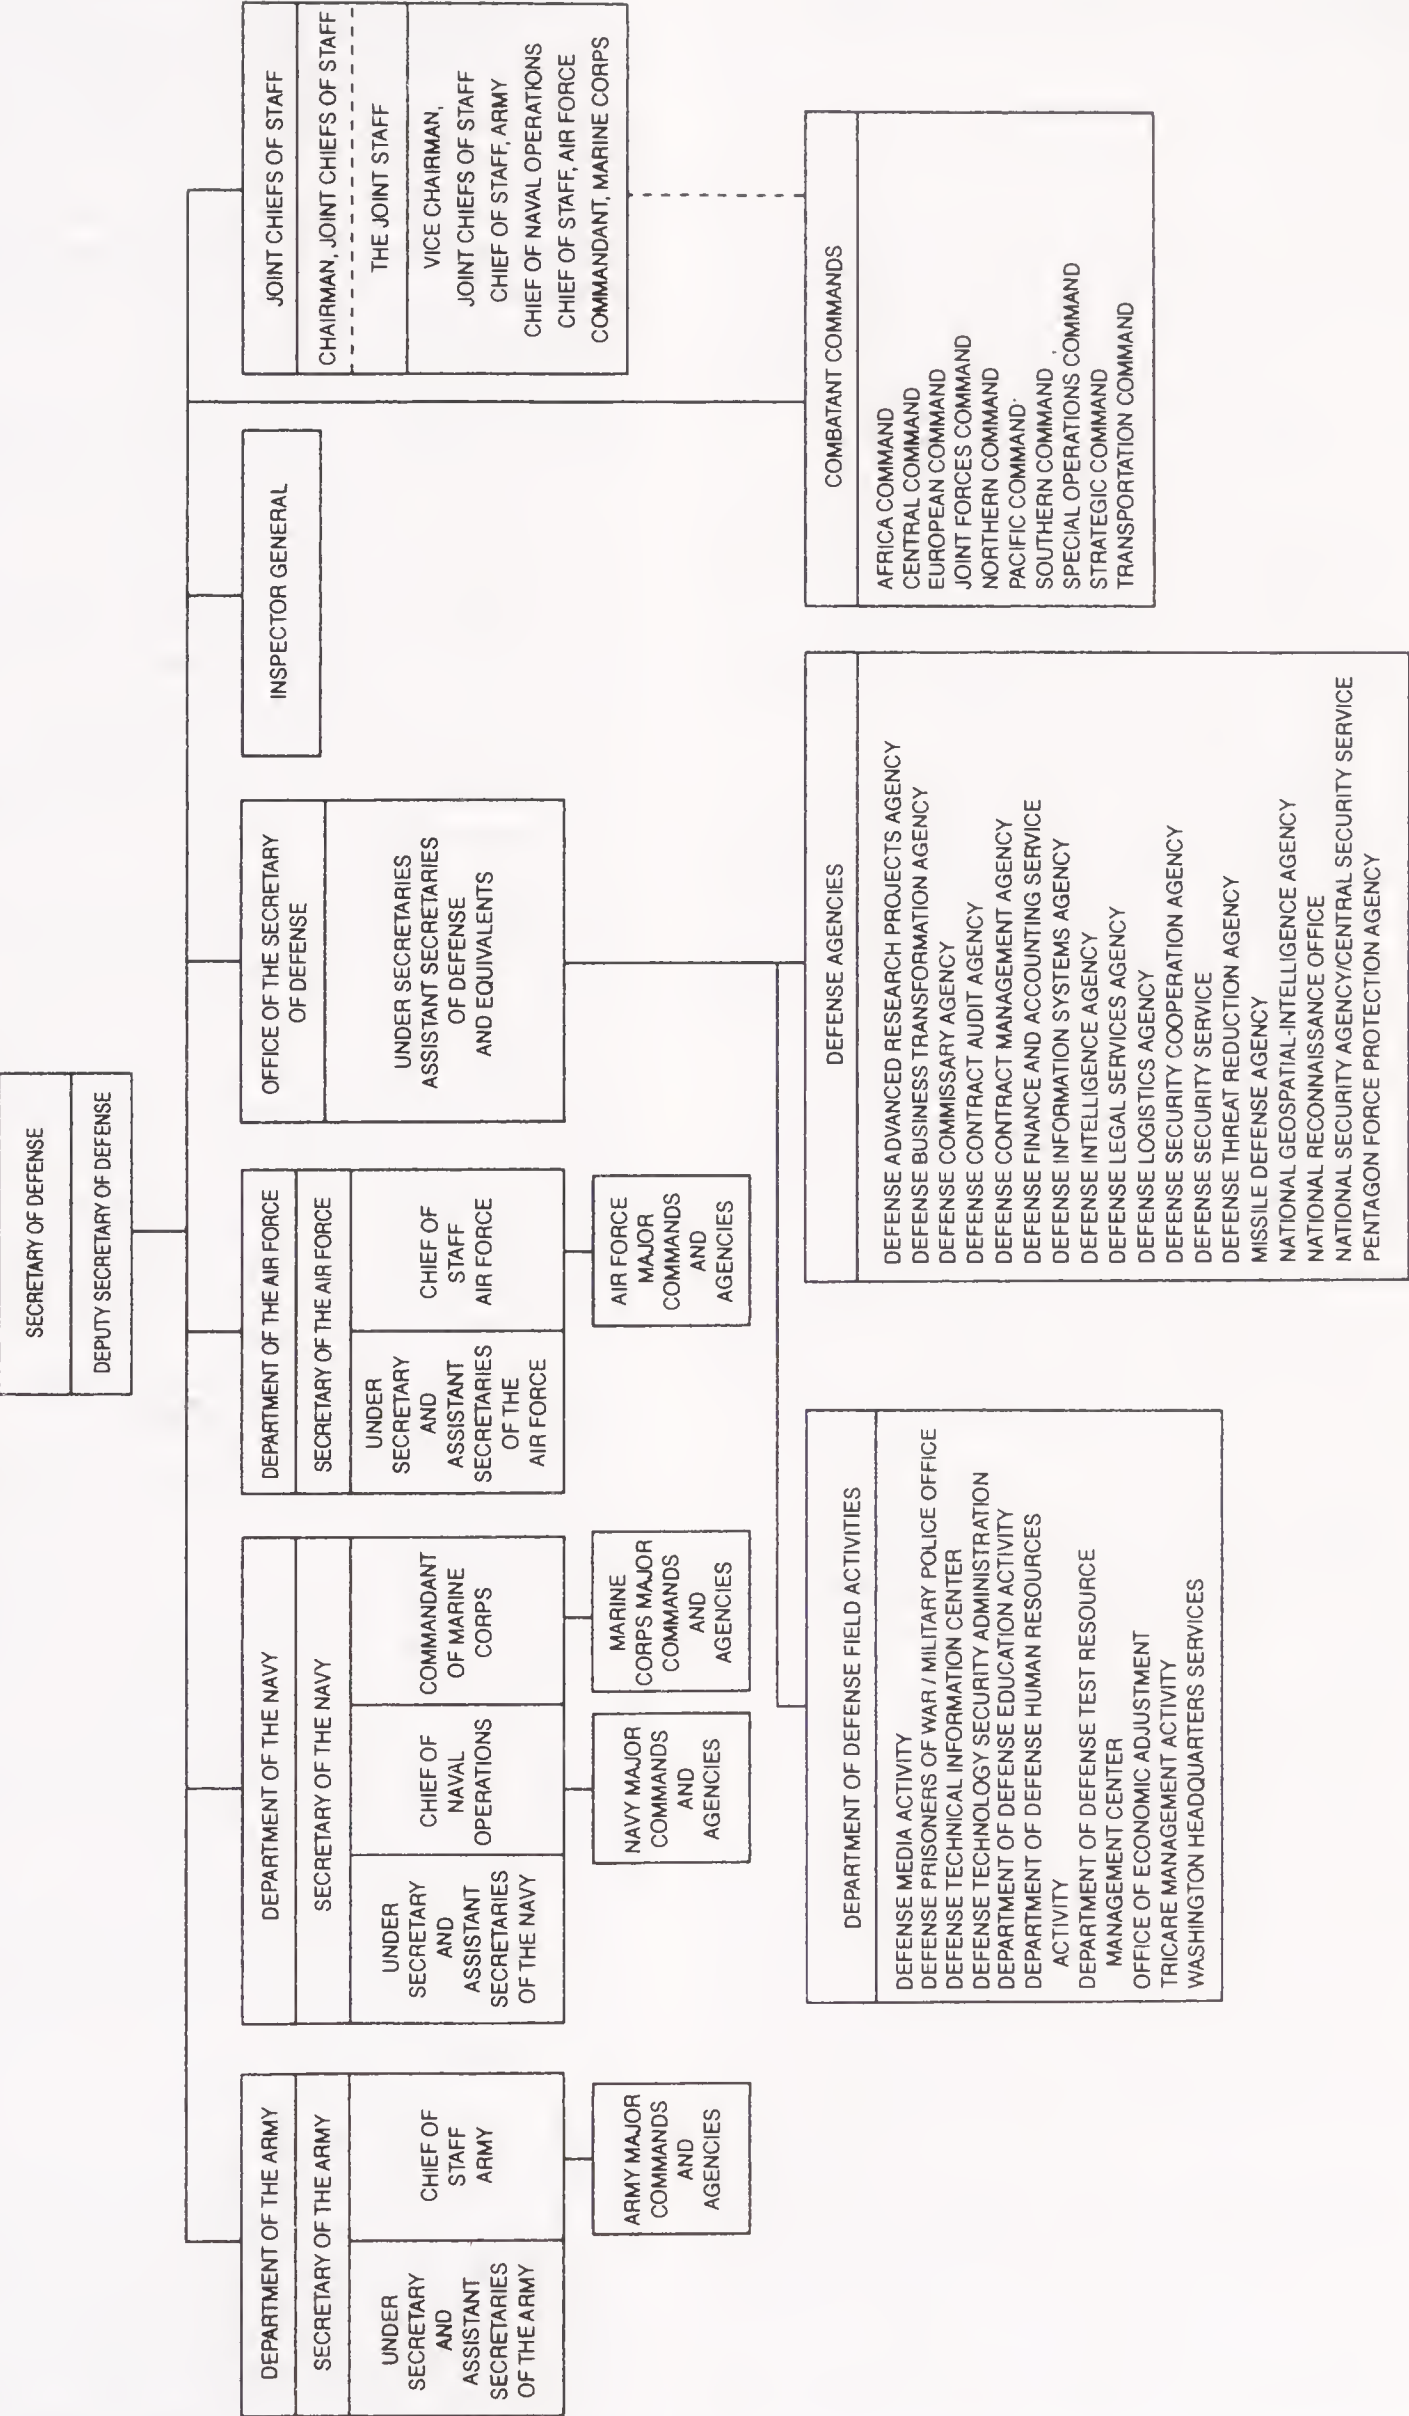 SECRETARY OF DEFENSE
DEPUTY SECRETARY OF DEFENSE
DEPARTMENT OF THE ARMY
SECRETARY OF THE ARMY
UNDER
SECRETARY
AND
ASSISTANT
SECRETARIES
OF THE ARMY
CHIEF OF
STAFF
ARMY
ARMY MAJOR
COMMANDS
AND
AGENCIES
DEPARTMENT OF THE NAVY
SECRETARY OF THE NAVY
UNDER
SECRETARY
AND
ASSISTANT
SECRETARIES
OF THE NAVY
CHIEF OF
NAVAL
OPERATIONS
COMMANDANT
OF MARINE
CORPS
NAVY MAJOR
COMMANDS
AND
AGENCIES
MARINE
CORPS MAJOR
COMMANDS
AND
AGENCIES
DEPARTMENT OF THE AIR FORCE
SECRETARY OF THE AIR FORCE
UNDER
SECRETARY
AND
ASSISTANT
SECRETARIES
OF THE
AIR FORCE
CHIEF OF
STAFF
AIR FORCE
AIR FORCE
MAJOR
COMMANDS
AND
AGENCIES
OFFICE OF THE SECRETARY
OF DEFENSE
UNDER SECRETARIES
ASSISTANT SECRETARIES
OF DEFENSE
AND EQUIVALENTS
INSPECTOR GENERAL
JOINT CHIEFS OF STAFF
CHAIRMAN, JOINT CHIEFS OF STAFF
THE JOINT STAFF
VICE CHAIRMAN,
JOINT CHIEFS OF STAFF
CHIEF OF STAFF, ARMY
CHIEF OF NAVAL OPERATIONS
CHIEF OF STAFF, AIR FORCE
COMMANDANT, MARINE CORPS
DEPARTMENT OF DEFENSE FIELD ACTIVITIES
DEFENSE MEDIA ACTIVITY
DEFENSE PRISONERS OF WAR / MILITARY POLICE OFFICE
DEFENSE TECHNICAL INFORMATION CENTER
DEFENSE TECHNOLOGY SECURITY ADMINISTRATION
DEPARTMENT OF DEFENSE EDUCATION ACTIVITY
DEPARTMENT OF DEFENSE HUMAN RESOURCES
ACTIVITY
DEPARTMENT OF DEFENSE TEST RESOURCE
MANAGEMENT CENTER
OFFICE OF ECONOMIC ADJUSTMENT
TRICARE MANAGEMENT ACTIVITY
WASHINGTON HEADQUARTERS SERVICES
DEFENSE AGENCIES
DEFENSE ADVANCED RESEARCH PROJECTS AGENCY
DEFENSE BUSINESS TRANSFORMATION AGENCY
DEFENSE COMMISSARY AGENCY
DEFENSE CONTRACT AUDIT AGENCY
DEFENSE CONTRACT MANAGEMENT AGENCY
DEFENSE FINANCE AND ACCOUNTING SERVICE
DEFENSE INFORMATION SYSTEMS AGENCY
DEFENSE INTELLIGENCE AGENCY
DEFENSE LEGAL SERVICES AGENCY
DEFENSE LOGISTICS AGENCY
DEFENSE SECURITY COOPERATION AGENCY
DEFENSE SECURITY SERVICE
DEFENSE THREAT REDUCTION AGENCY
MISSILE DEFENSE AGENCY
NATIONAL GEOSPATIAL-INTELLIGENCE AGENCY
NATIONAL RECONNAISSANCE OFFICE
NATIONAL SECURITY AGENCY/CENTRAL SECURITY SERVICE
PENTAGON FORCE PROTECTION AGENCY
COMBATANT COMMANDS
AFRICA COMMAND
CENTRAL COMMAND
EUROPEAN COMMAND
JOINT FORCES COMMAND
NORTHERN COMMAND
PACIFIC COMMAND
SOUTHERN COMMAND
SPECIAL OPERATIONS COMMAND
STRATEGIC COMMAND
TRANSPORTATION COMMAND